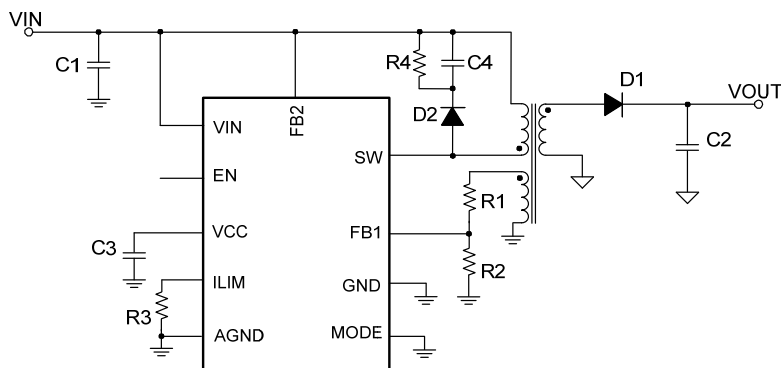 VIN
C1
R4
C4
D1
VOUT
FB2
D2
C2
VIN
SW
EN
R1
VCC
FB1
C3
R2
ILIM
GND
R3
AGND
MODE